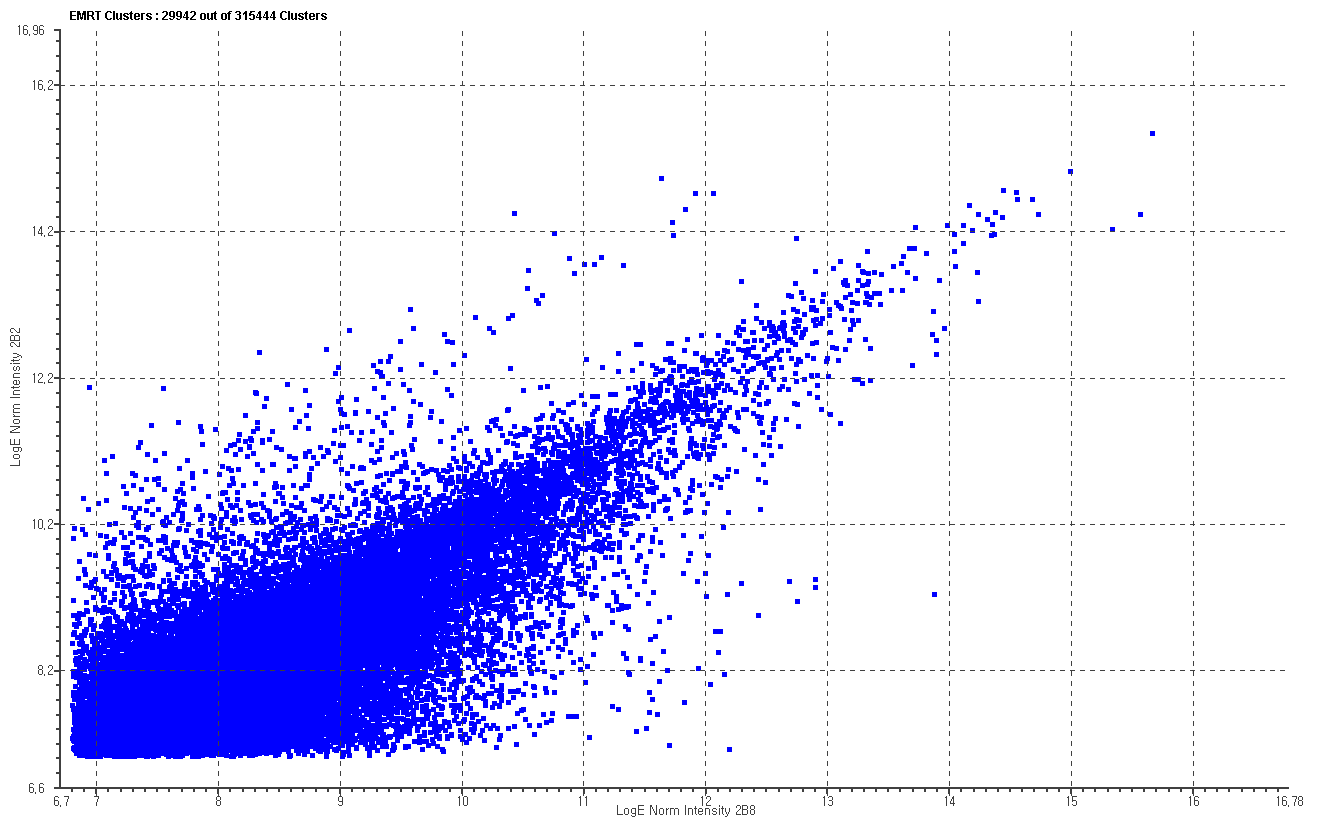 EMRT Clusters : 29942 out of 315444 Clusters
16,96
16,2
14,2
12,2
10,2
8,2
6,6
LogE Norm Intensity 2B2
6,7 7 8 9 10 11 12 13 14 15 16 16,78
LogE Norm Intensity 2B8